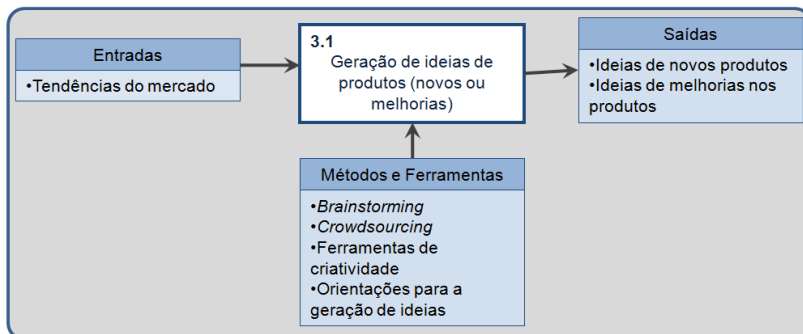 Entradas
•Tendências do mercado
3.1
Geração de ideias de
produtos (novos ou
melhorias)
Saídas
•Ideias de novos produtos
•Ideias de melhorias nos
produtos
Métodos e Ferramentas
•Brainstorming
•Crowdsourcing
•Ferramentas de
criatividade
•Orientações para a
geração de ideias